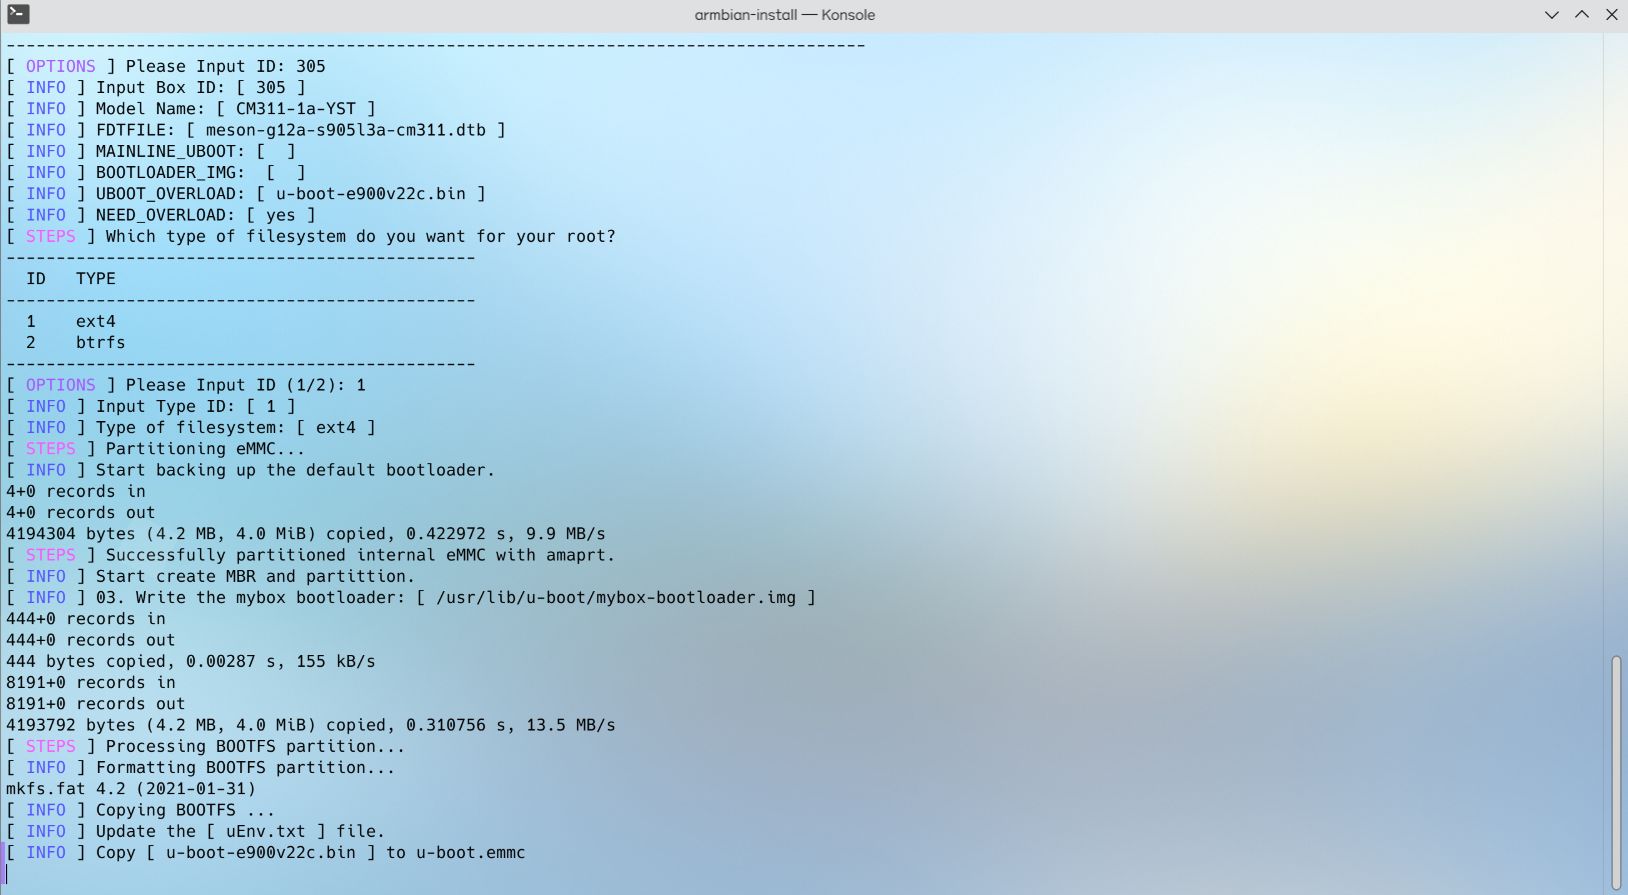 armbian-install — Konsole
--------------------------------------------------------------------------------------
[ OPTIONS ] Please Input ID: 305
[ INFO ] Input Box ID: [ 305 ]
[ INFO ] Model Name: [ CM311-1a-YST ]
[ INFO ] FDTFILE: [ meson-g12a-s905l3a-cm311.dtb ]
[ INFO ] MAINLINE_UBOOT: [  ]
[ INFO ] BOOTLOADER_IMG:  [  ]
[ INFO ] UBOOT_OVERLOAD: [ u-boot-e900v22c.bin ]
[ INFO ] NEED_OVERLOAD: [ yes ]
[ STEPS ] Which type of filesystem do you want for your root?
-----------------------------------------------
  ID   TYPE
-----------------------------------------------
  1    ext4
  2    btrfs
-----------------------------------------------
[ OPTIONS ] Please Input ID (1/2): 1
[ INFO ] Input Type ID: [ 1 ]
[ INFO ] Type of filesystem: [ ext4 ]
[ STEPS ] Partitioning eMMC...
[ INFO ] Start backing up the default bootloader.
4+0 records in
4+0 records out
4194304 bytes (4.2 MB, 4.0 MiB) copied, 0.422972 s, 9.9 MB/s
[ STEPS ] Successfully partitioned internal eMMC with amaprt.
[ INFO ] Start create MBR and partittion.
[ INFO ] 03. Write the mybox bootloader: [ /usr/lib/u-boot/mybox-bootloader.img ]
444+0 records in
444+0 records out
444 bytes copied, 0.00287 s, 155 kB/s
8191+0 records in
8191+0 records out
4193792 bytes (4.2 MB, 4.0 MiB) copied, 0.310756 s, 13.5 MB/s
[ STEPS ] Processing BOOTFS partition...
[ INFO ] Formatting BOOTFS partition...
mkfs.fat 4.2 (2021-01-31)
[ INFO ] Copying BOOTFS ...
[ INFO ] Update the [ uEnv.txt ] file.
[ INFO ] Copy [ u-boot-e900v22c.bin ] to u-boot.emmc